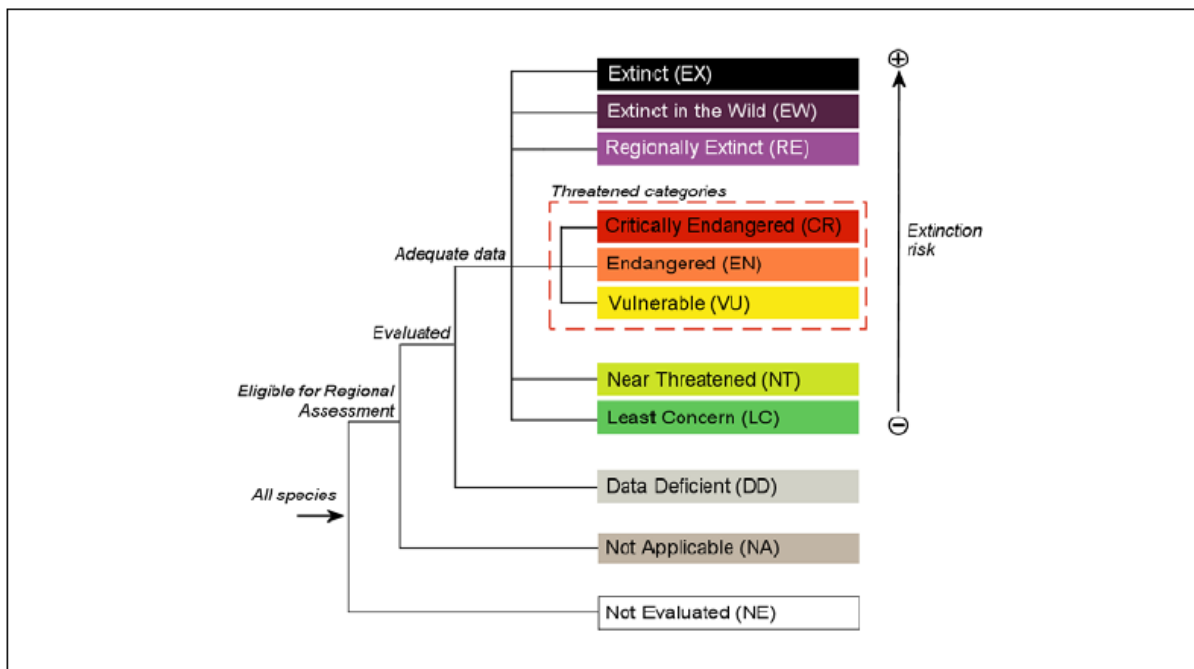 Extinct (EX)
Extinct in the Wild (EW)
Regionally Extinct (RE)
Threatened categories
Critically Endangered (CR)
Adequate data
Endangered (EN)
Extinction
risk
Vulnerable (VU)
Evaluated
Near Threatened (NT)
Eligible for Regional
Assessment
Least Concern (LC)
Data Deficient (DD)
All species
Not Applicable (NA)
Not Evaluated (NE)